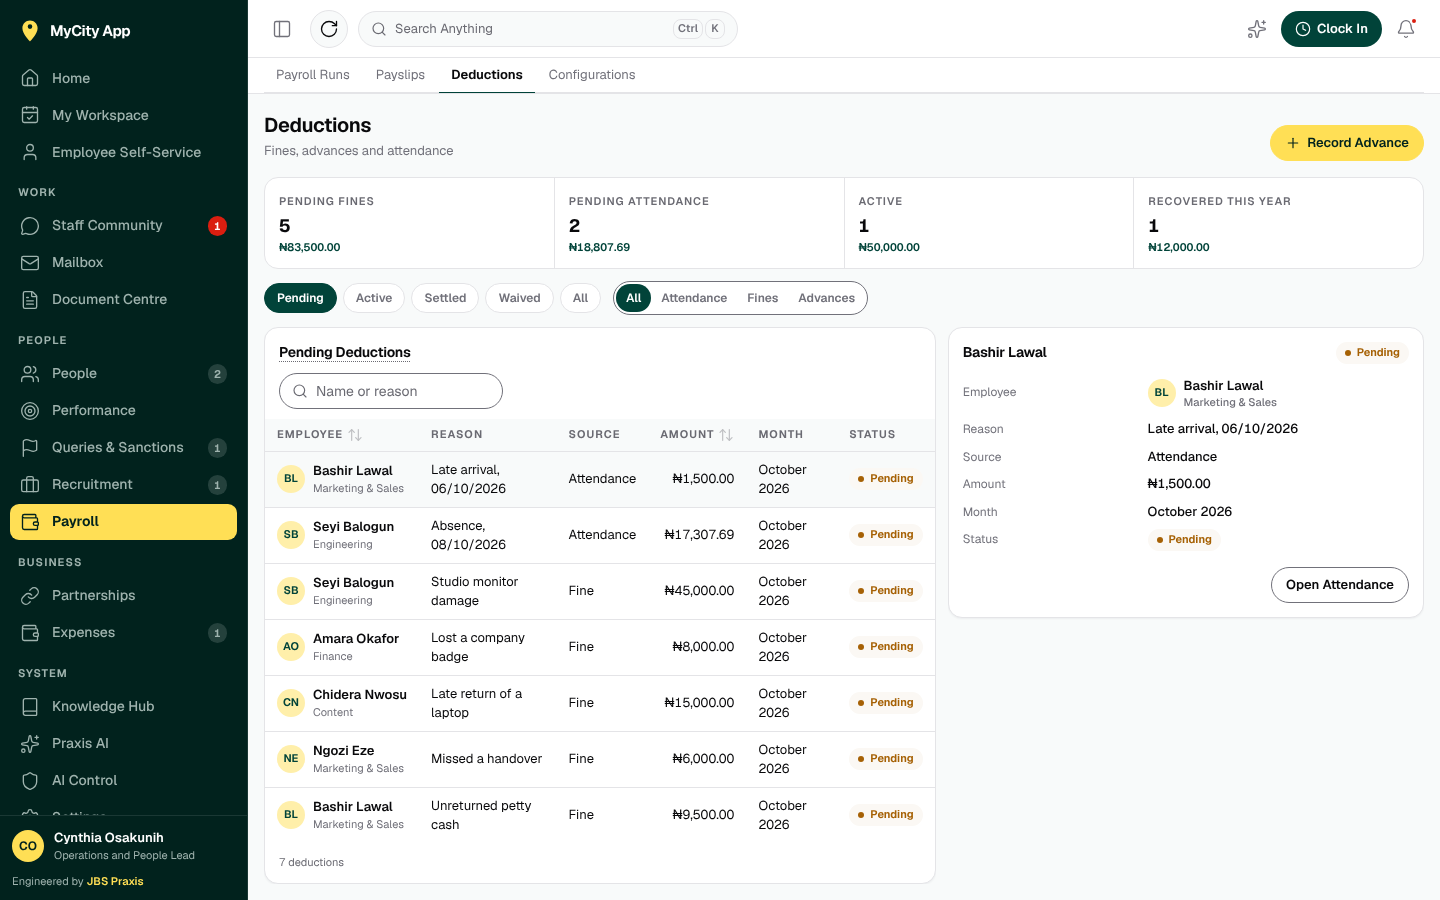 MyCity App
Home
My Workspace
Employee Self-Service
WORK
Staff Community 1
Mailbox
Document Centre
PEOPLE
People 2
Performance
Queries & Sanctions 1
Recruitment 1
Payroll
BUSINESS
Partnerships
Expenses 1
SYSTEM
Knowledge Hub
Praxis AI
AI Control
Settings
CO
Cynthia Osakunih
Operations and People Lead
Engineered by JBS Praxis
Search Anything Ctrl K
Clock In
Payroll Runs Payslips Deductions Configurations
Deductions
Fines, advances and attendance
Record Advance
PENDING FINES
5
₦83,500.00
PENDING ATTENDANCE
2
₦18,807.69
ACTIVE
1
₦50,000.00
RECOVERED THIS YEAR
1
₦12,000.00
Pending Active Settled Waived All
All Attendance Fines Advances
Pending Deductions
Name or reason
EMPLOYEE REASON SOURCE AMOUNT MONTH STATUS
BL Bashir Lawal Late arrival, Attendance ₦1,500.00 October Pending
Marketing & Sales 06/10/2026 2026
SB Seyi Balogun Absence, Attendance ₦17,307.69 October Pending
Engineering 08/10/2026 2026
SB Seyi Balogun Studio monitor Fine ₦45,000.00 October Pending
Engineering damage 2026
AO Amara Okafor Lost a company Fine ₦8,000.00 October Pending
Finance badge 2026
CN Chidera Nwosu Late return of a Fine ₦15,000.00 October Pending
Content laptop 2026
NE Ngozi Eze Missed a handover Fine ₦6,000.00 October Pending
Marketing & Sales 2026
BL Bashir Lawal Unreturned petty Fine ₦9,500.00 October Pending
Marketing & Sales cash 2026
7 deductions
Bashir Lawal Pending
Employee BL Bashir Lawal
Marketing & Sales
Reason Late arrival, 06/10/2026
Source Attendance
Amount ₦1,500.00
Month October 2026
Status Pending
Open Attendance